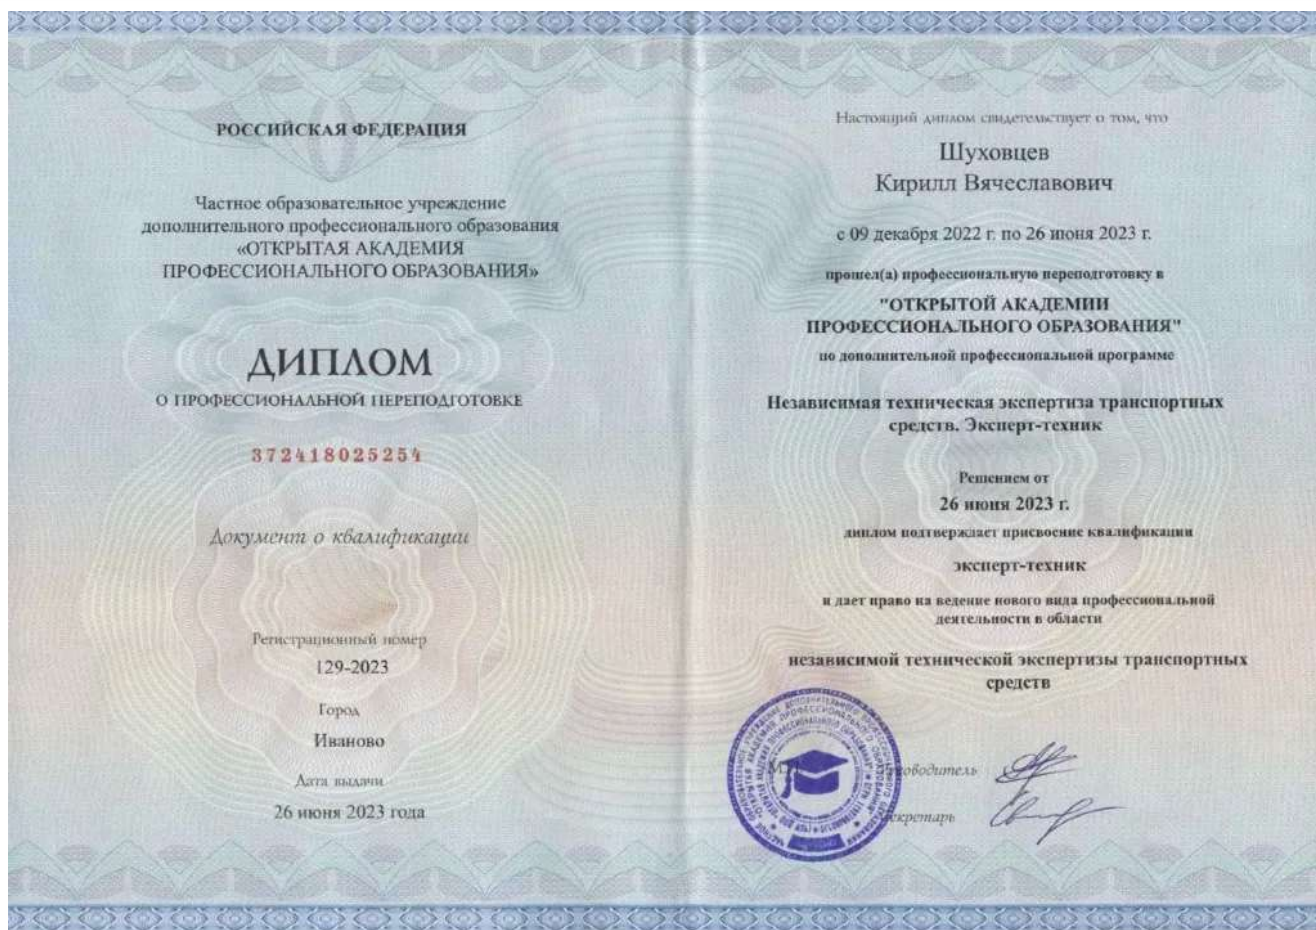 РОССИЙСКАЯ ФЕДЕРАЦИЯ
Частное образовательное учреждение
дополнительного профессионального образования
«ОТКРЫТАЯ АКАДЕМИЯ
ПРОФЕССИОНАЛЬНОГО ОБРАЗОВАНИЯ»
ДИПЛОМ
О ПРОФЕССИОНАЛЬНОЙ ПЕРЕПОДГОТОВКЕ
372418025254
Документ о квалификации
Регистрационный номер
129-2023
Город
Иваново
Дата выдачи
26 июня 2023 года
Настоящий диплом свидетельствует о том, что
Шуховцев
Кирилл Вячеславович
с 09 декабря 2022 г. по 26 июня 2023 г.
прошел(а) профессиональную переподготовку в
"ОТКРЫТОЙ АКАДЕМИИ
ПРОФЕССИОНАЛЬНОГО ОБРАЗОВАНИЯ"
по дополнительной профессиональной программе
Независимая техническая экспертиза транспортных
средств. Эксперт-техник
Решением от
26 июня 2023 г.
диплом подтверждает присвоение квалификации
эксперт-техник
и дает право на ведение нового вида профессиональной
деятельности в области
независимой технической экспертизы транспортных
средств
Руководитель
Секретарь